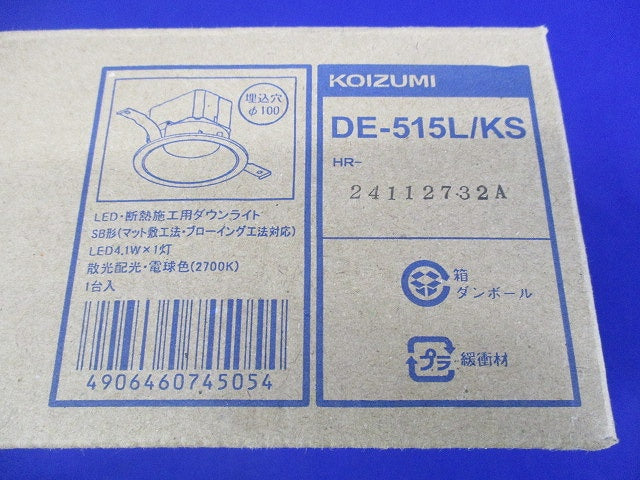 埋込穴
φ100
LED・断熱施工用ダウンライト
SB形(マット敷工法・ブローイング工法対応)
LED4.1W×1灯
散光配光・電球色(2700K)
1台入
4906460745054
KOIZUMI
DE-515L/KS
HR-
24112732A
箱
ダンボール
プラ
緩衝材